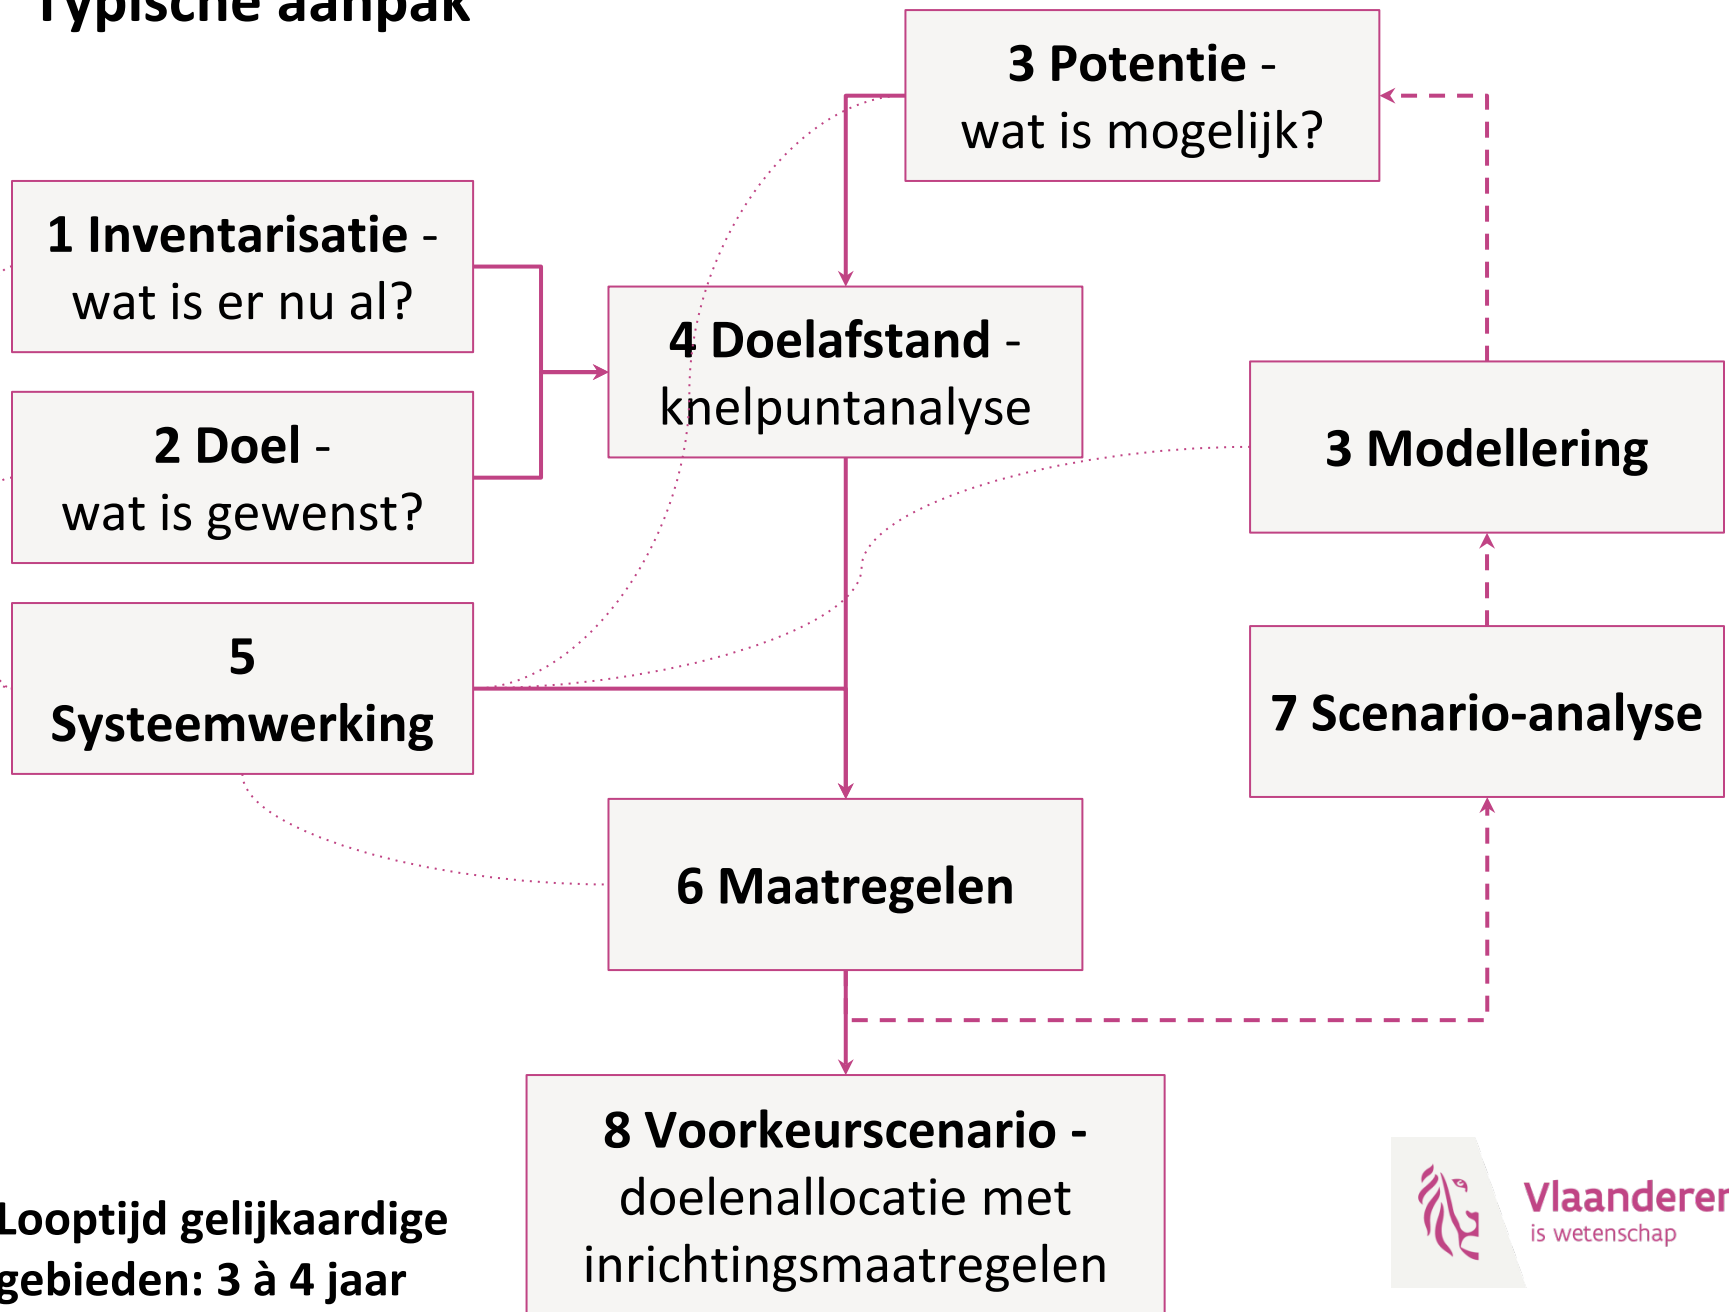 Typische aanpak
3 Potentie -
wat is mogelijk?
1 Inventarisatie -
wat is er nu al?
4 Doelafstand -
knelpuntanalyse
2 Doel -
wat is gewenst?
3 Modellering
5
Systeemwerking
7 Scenario-analyse
6 Maatregelen
8 Voorkeurscenario -
doelenallocatie met
inrichtingsmaatregelen
Looptijd gelijkaardige
gebieden: 3 à 4 jaar
Vlaanderen
is wetenschap